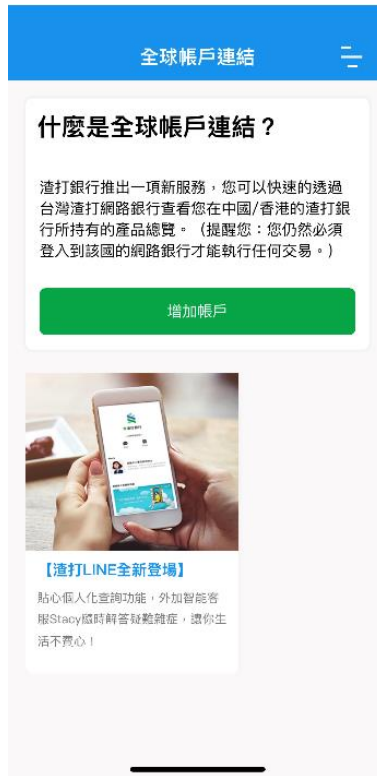 全球帳戶連結
什麼是全球帳戶連結？
渣打銀行推出一項新服務，您可以快速的透過
台灣渣打網路銀行查看您在中國/香港的渣打銀
行所持有的產品總覽。（提醒您：您仍然必須
登入到該國的網路銀行才能執行任何交易。）
增加帳戶
【渣打LINE全新登場】
貼心個人化查詢功能，外加智能客
服Stacy隨時解答疑難雜症，讓你生
活不費心！